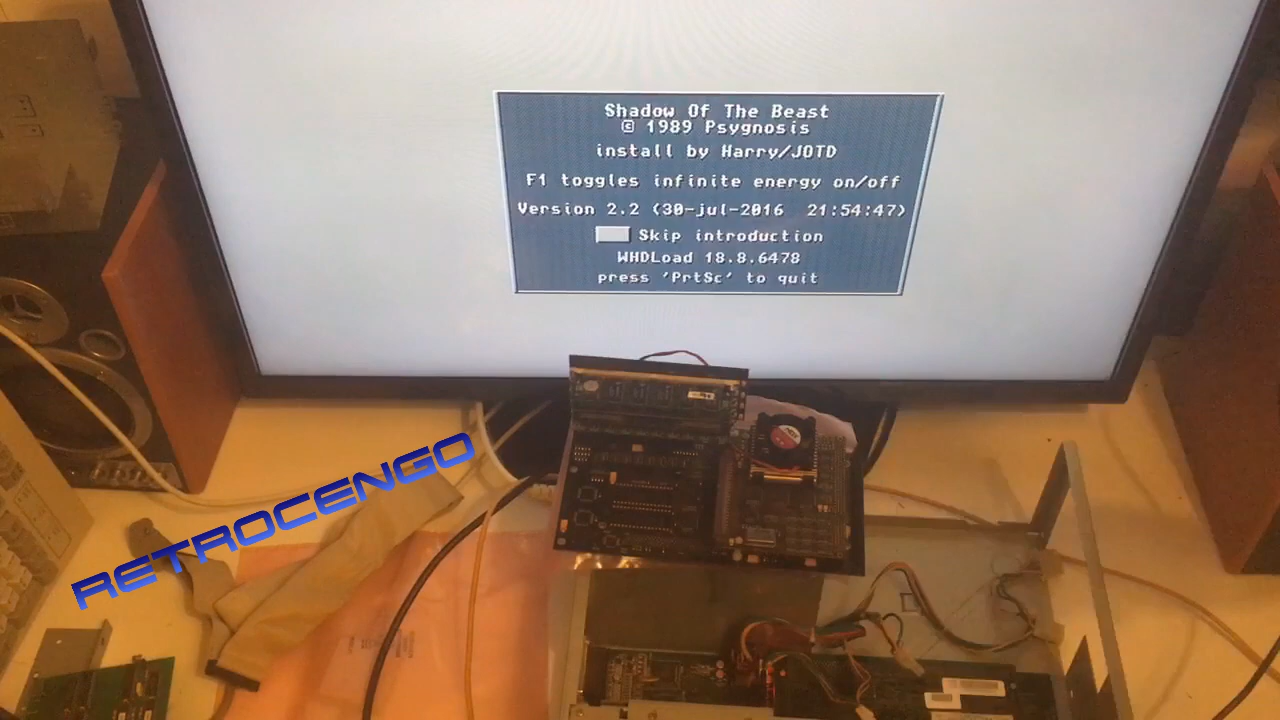 Shadow Of The Beast
© 1989 Psygnosis
install by Harry/JOTD
F1 toggles infinite energy on/off
Version 2.2 (30-jul-2016  21:54:47)
Skip introduction
WHDLoad 18.8.6478
press 'PrtSc' to quit
RETROCENGO